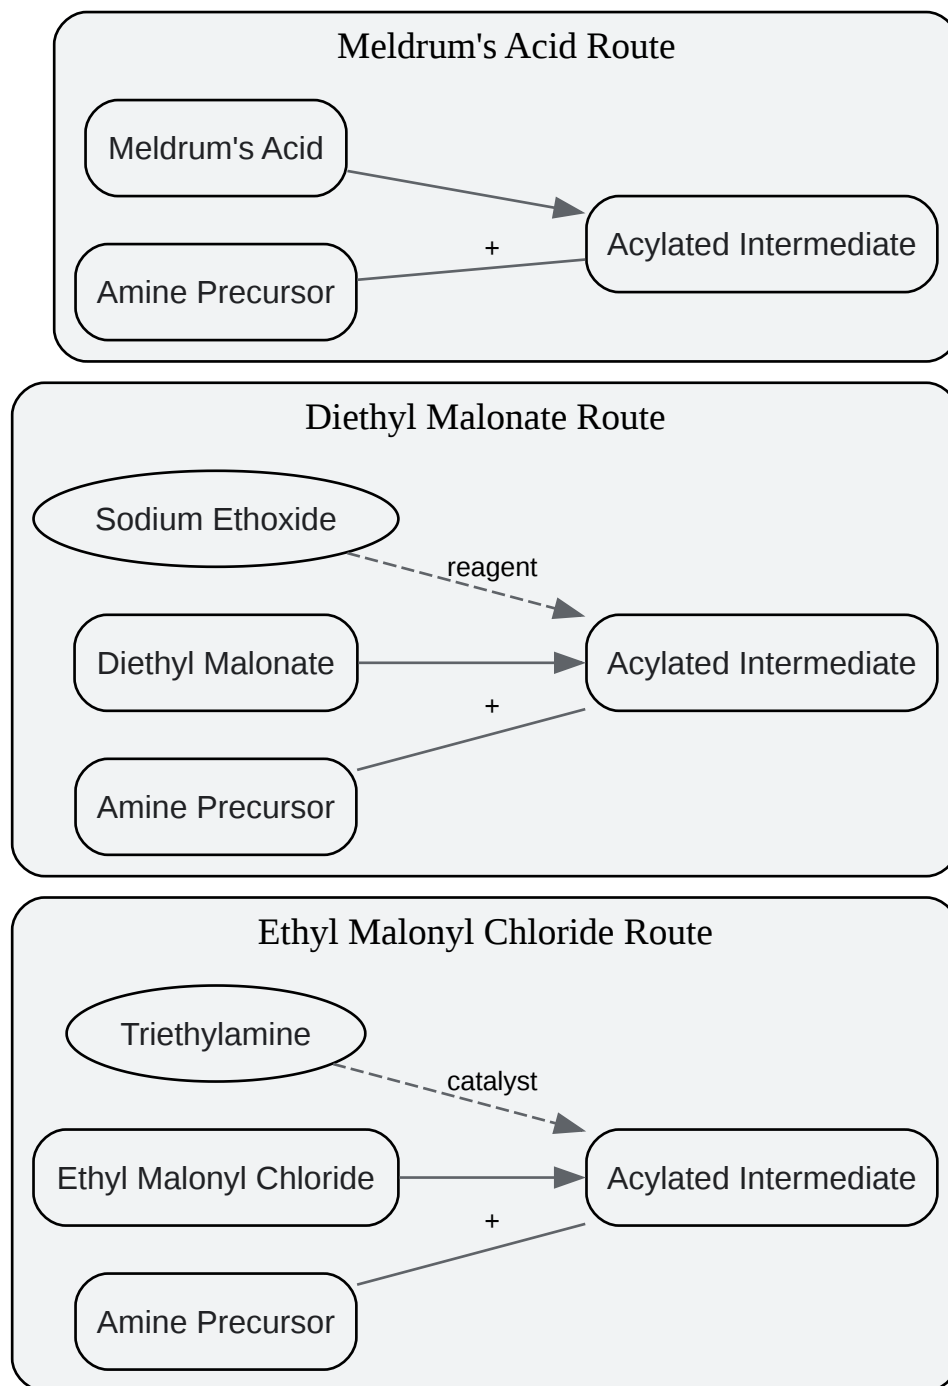 Meldrum's Acid Route
Meldrum's Acid
Acylated Intermediate
+
Amine Precursor
Diethyl Malonate Route
Sodium Ethoxide
reagent
Diethyl Malonate
Acylated Intermediate
+
Amine Precursor
Ethyl Malonyl Chloride Route
Triethylamine
catalyst
Ethyl Malonyl Chloride
Acylated Intermediate
+
Amine Precursor